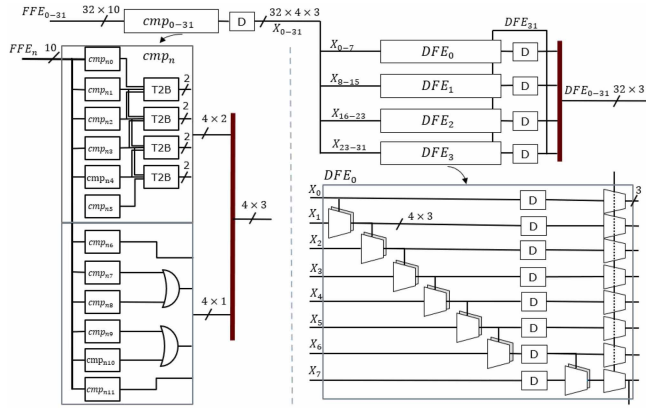 FFE₀₋₃₁ 32 × 10 cmp₀₋₃₁ D 32 × 4 × 3
X₀₋₃₁
DFE₃₁
FFEₙ 10 cmpₙ
cmpₙ₀
cmpₙ₁ T2B 2
cmpₙ₂ T2B 2
cmpₙ₃ T2B 2
cmpₙ₄ T2B 2
cmpₙ₅
4 × 2
4 × 3
cmpₙ₆
cmpₙ₇
cmpₙ₈
4 × 1
cmpₙ₉
cmpₙ₁₀
cmpₙ₁₁
X₀₋₇ DFE₀ D
X₈₋₁₅ DFE₁ D
DFE₀₋₃₁ 32 × 3
X₁₆₋₂₃ DFE₂ D
X₂₃₋₃₁ DFE₃ D
DFE₀
X₀ D 3
X₁ 4 × 3 D
X₂ D
X₃ D
X₄ D
X₅ D
X₆ D
X₇ D